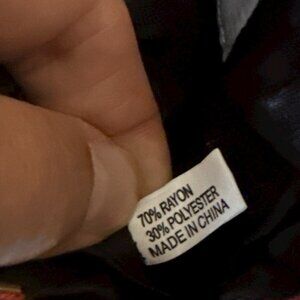 70% RAYON
30% POLYESTER
MADE IN CHINA